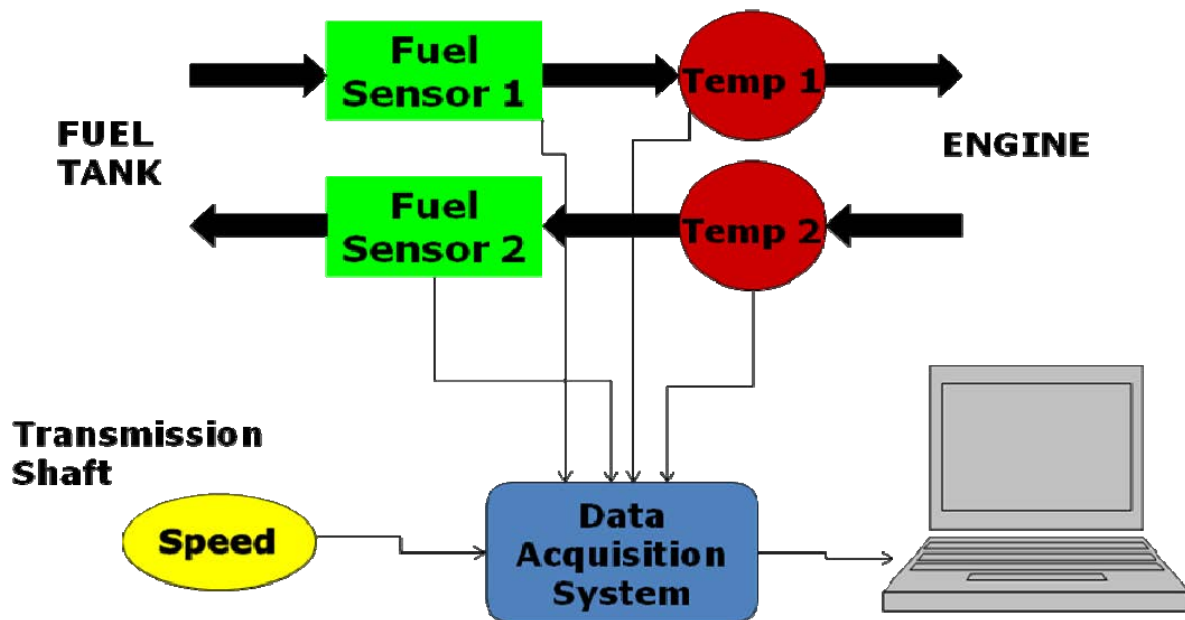 Fuel
Sensor 1
Temp 1
FUEL
TANK
ENGINE
Fuel
Sensor 2
Temp 2
Transmission
Shaft
Speed
Data
Acquisition
System